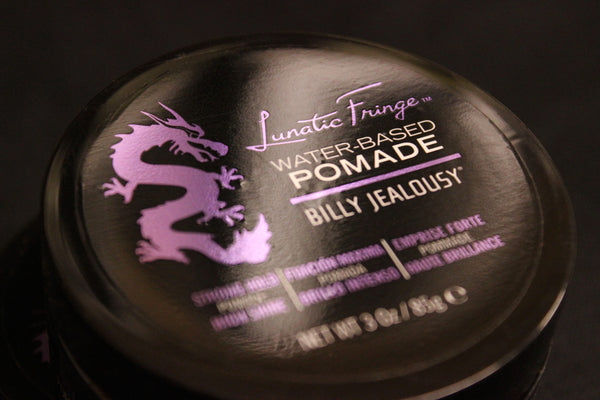 Lunatic Fringe™
WATER-BASED
POMADE
BILLY JEALOUSY®
STRONG HOLD
POMADE
HIGH SHINE
FIJACIÓN MÁXIMA
POMADA
BRILLO INTENSO
EMPRISE FORTE
POMMADE
HAUTE BRILLANCE
NET WT 3 Oz / 85g ℮